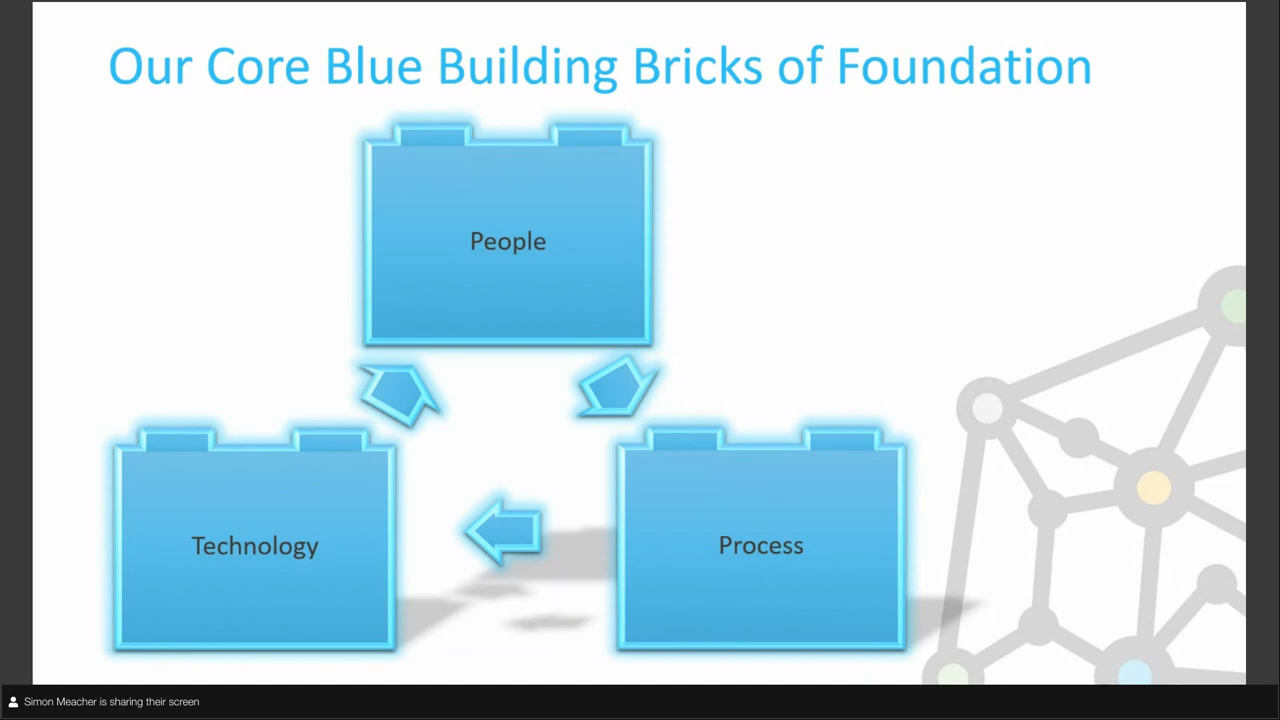 Our Core Blue Building Bricks of Foundation
People
Technology
Process
Simon Meacher is sharing their screen